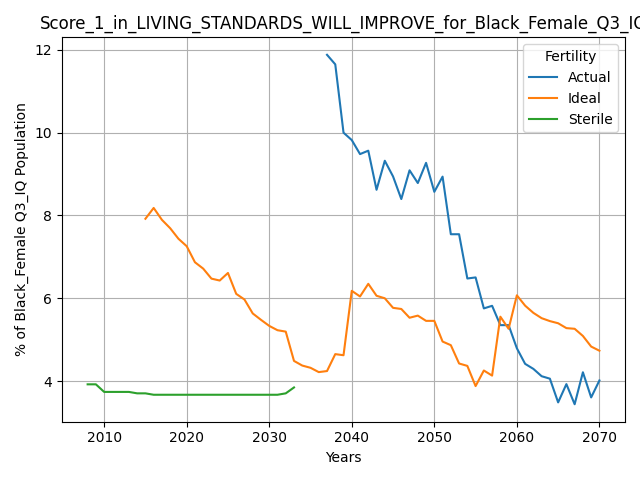 Score_1_in_LIVING_STANDARDS_WILL_IMPROVE_for_Black_Female_Q3_IQ
Fertility
Actual
Ideal
Sterile
% of Black_Female Q3_IQ Population
12
10
8
6
4
2010 2020 2030 2040 2050 2060 2070
Years